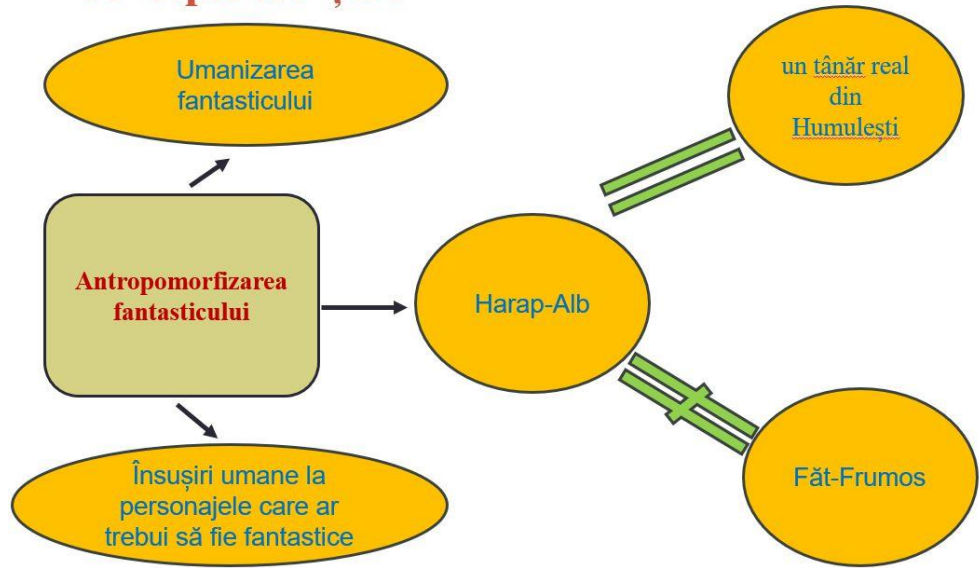 Umanizarea
fantasticului
un tânăr real
din
Humulești
Antropomorfizarea
fantasticului
Harap-Alb
Însușiri umane la
personajele care ar
trebui să fie fantastice
Făt-Frumos